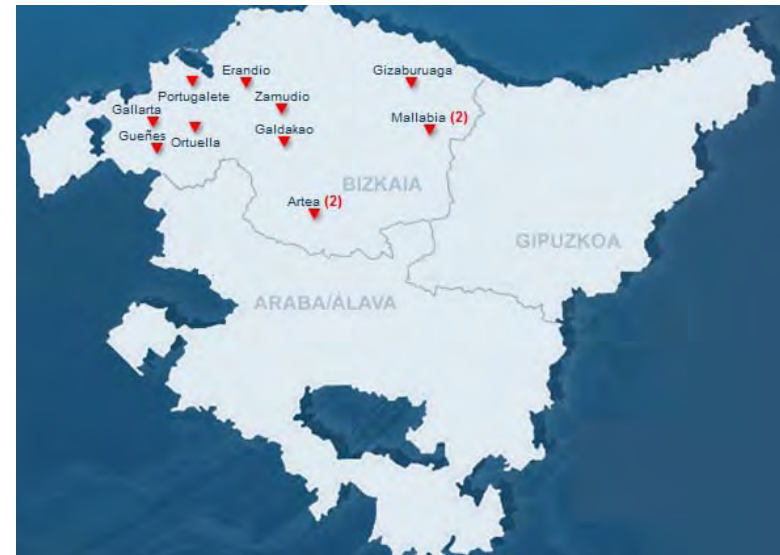 Erandio
Gizaburuaga
Portugalete
Zamudio
Gallarta
Mallabia (2)
Gueñes
Ortuella
Galdakao
BIZKAIA
Artea (2)
GIPUZKOA
ARABA/ÁLAVA